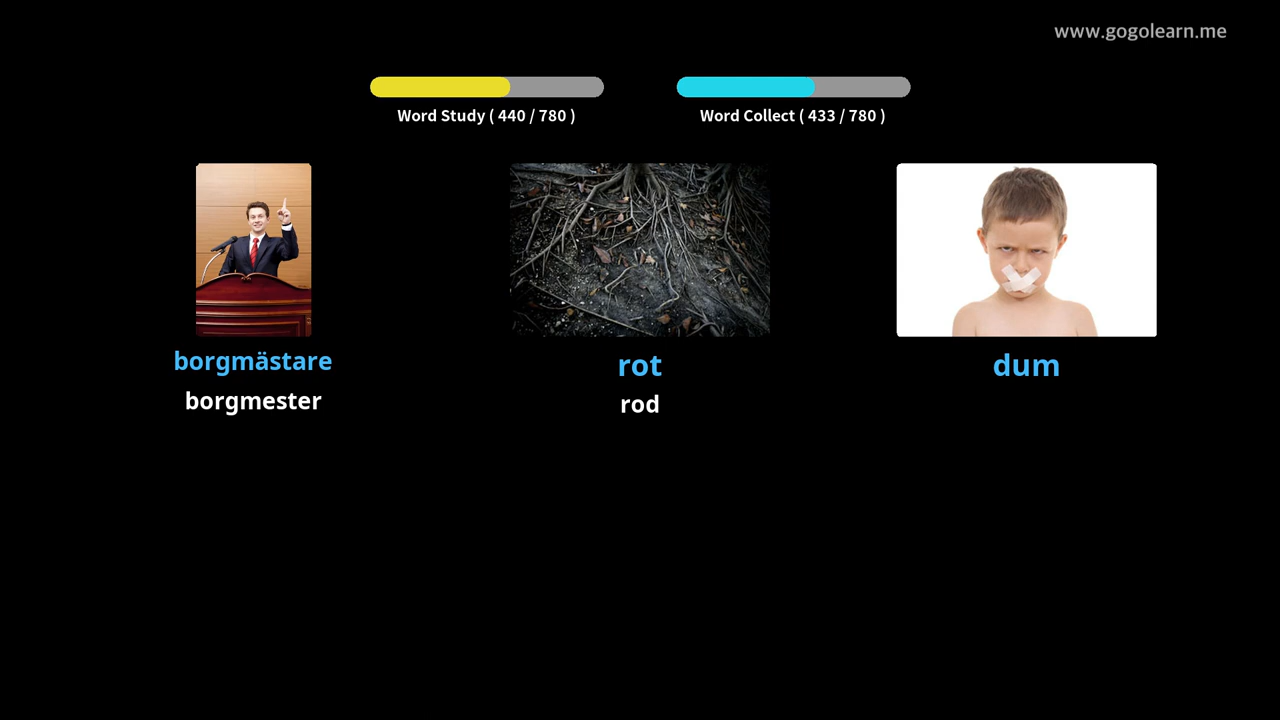 www.gogolearn.me
Word Study ( 440 / 780 )
Word Collect ( 433 / 780 )
borgmästare
borgmester
rot
rod
dum